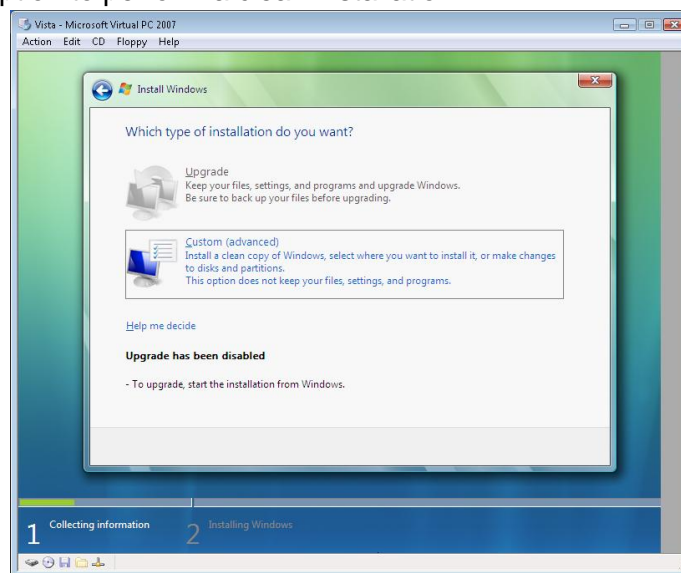 Vista - Microsoft Virtual PC 2007
Action Edit CD Floppy Help
Install Windows
Which type of installation do you want?
Upgrade
Keep your files, settings, and programs and upgrade Windows.
Be sure to back up your files before upgrading.
Custom (advanced)
Install a clean copy of Windows, select where you want to install it, or make changes
to disks and partitions.
This option does not keep your files, settings, and programs.
Help me decide
Upgrade has been disabled
- To upgrade, start the installation from Windows.
1 Collecting information 2 Installing Windows